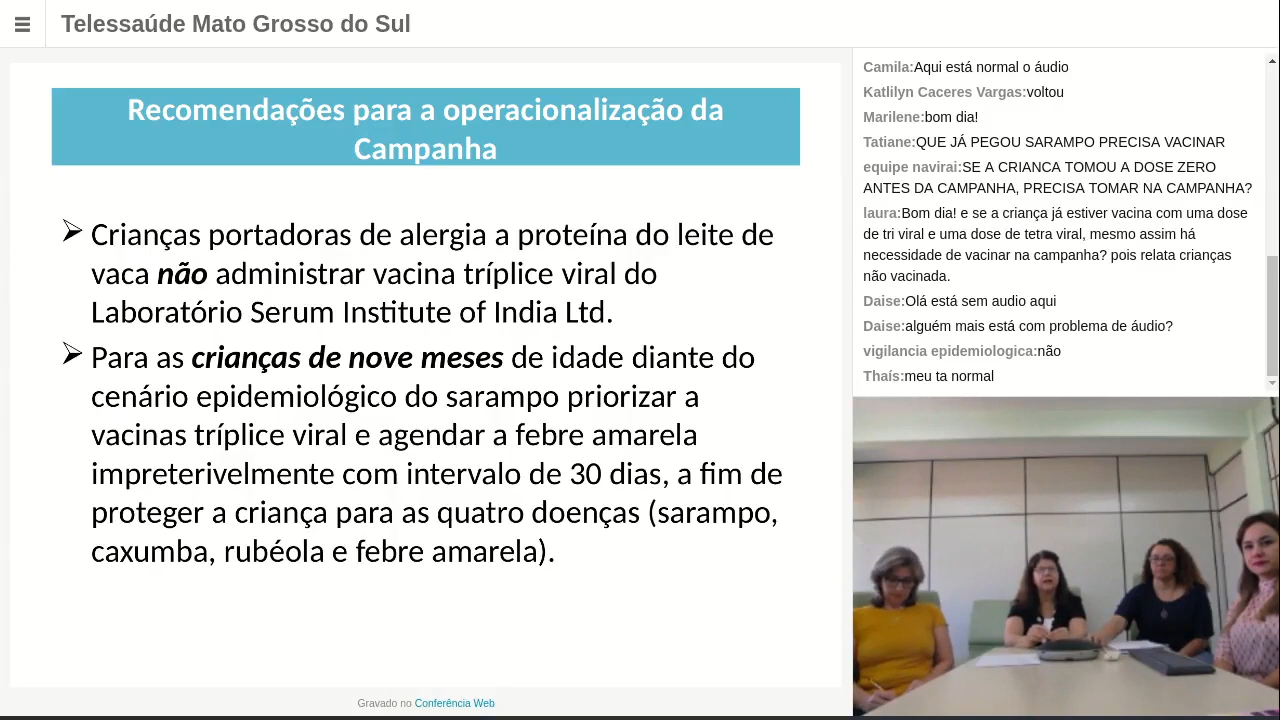 Telessaúde Mato Grosso do Sul
Recomendações para a operacionalização da
Campanha
Crianças portadoras de alergia a proteína do leite de
vaca não administrar vacina tríplice viral do
Laboratório Serum Institute of India Ltd.
Para as crianças de nove meses de idade diante do
cenário epidemiológico do sarampo priorizar a
vacinas tríplice viral e agendar a febre amarela
impreterivelmente com intervalo de 30 dias, a fim de
proteger a criança para as quatro doenças (sarampo,
caxumba, rubéola e febre amarela).
Gravado no Conferência Web
Camila:Aqui está normal o áudio
Katlilyn Caceres Vargas:voltou
Marilene:bom dia!
Tatiane:QUE JÁ PEGOU SARAMPO PRECISA VACINAR
equipe navirai:SE A CRIANCA TOMOU A DOSE ZERO
ANTES DA CAMPANHA, PRECISA TOMAR NA CAMPANHA?
laura:Bom dia! e se a criança já estiver vacina com uma dose
de tri viral e uma dose de tetra viral, mesmo assim há
necessidade de vacinar na campanha? pois relata crianças
não vacinada.
Daise:Olá está sem audio aqui
Daise:alguém mais está com problema de áudio?
vigilancia epidemiologica:não
Thaís:meu ta normal